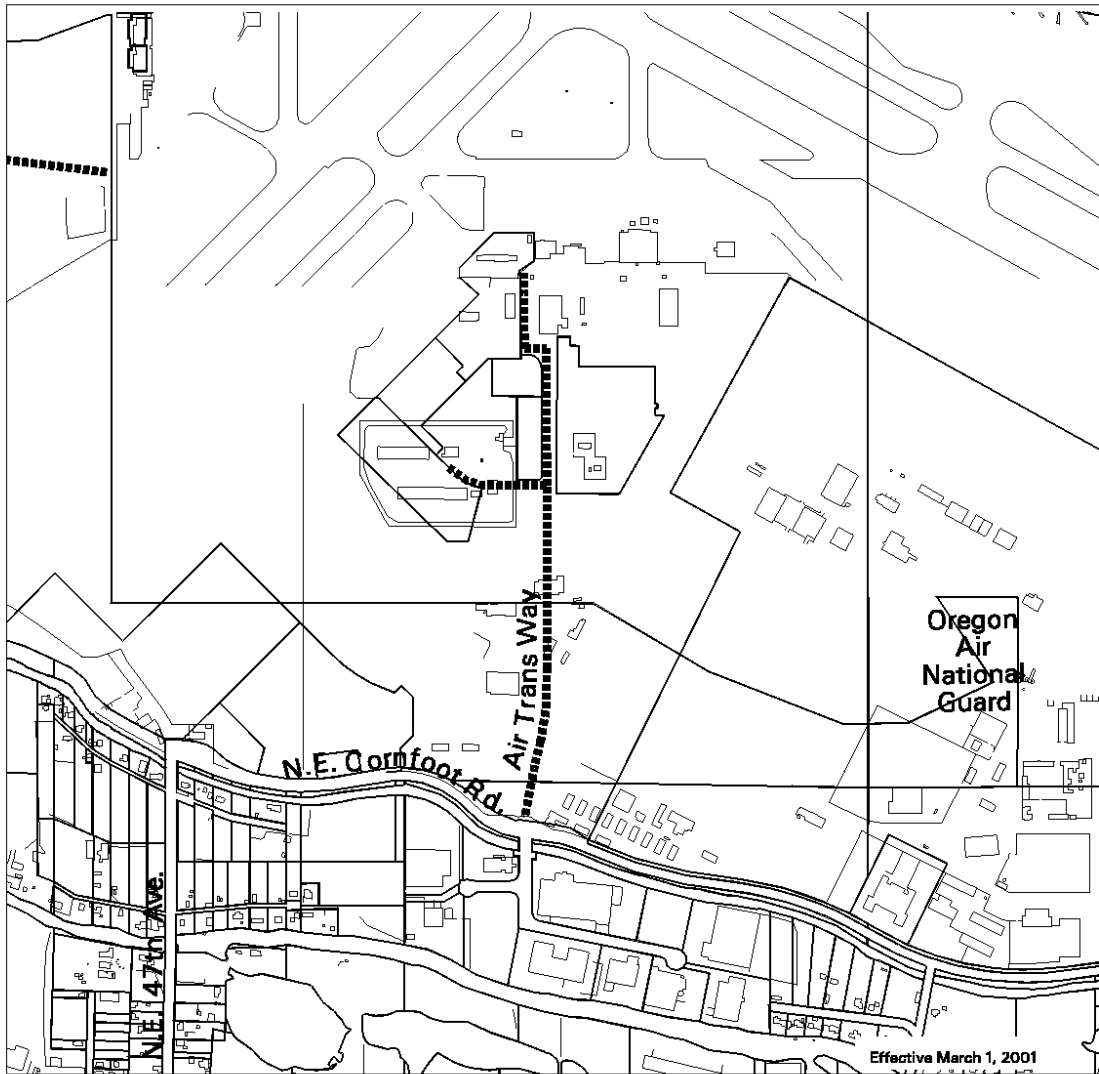 Air Trans Way
Oregon
Air
National
Guard
N.E. Cornfoot Rd.
N.E. 47th Ave.
Effective March 1, 2001